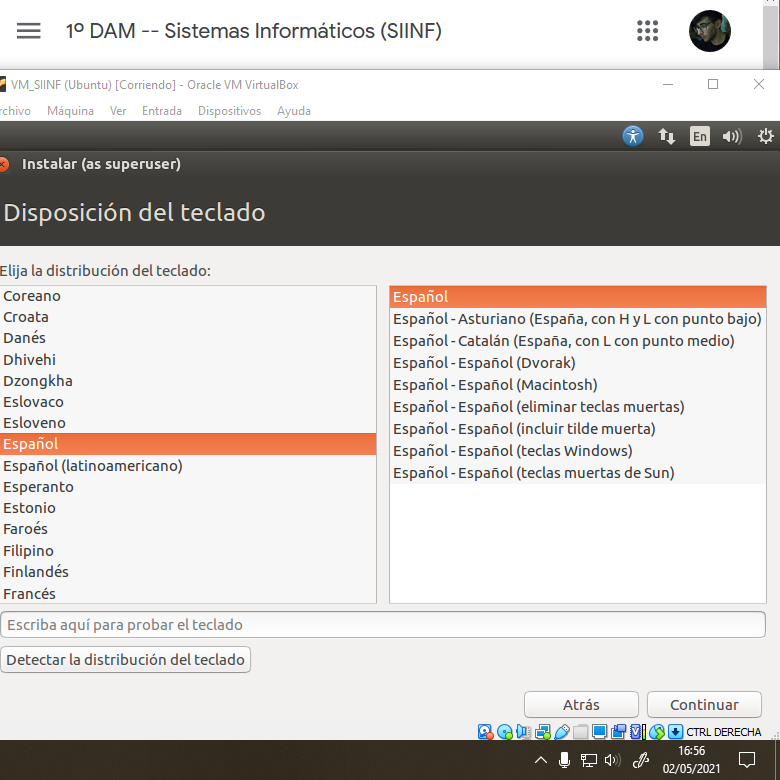 1º DAM -- Sistemas Informáticos (SIINF)
VM_SIINF (Ubuntu) [Corriendo] - Oracle VM VirtualBox
rchivo Máquina Ver Entrada Dispositivos Ayuda
En
Instalar (as superuser)
Disposición del teclado
Elija la distribución del teclado:
Coreano
Croata
Danés
Dhivehi
Dzongkha
Eslovaco
Esloveno
Español
Español (latinoamericano)
Esperanto
Estonio
Faroés
Filipino
Finlandés
Francés
Español
Español - Asturiano (España, con H y L con punto bajo)
Español - Catalán (España, con L con punto medio)
Español - Español (Dvorak)
Español - Español (Macintosh)
Español - Español (eliminar teclas muertas)
Español - Español (incluir tilde muerta)
Español - Español (teclas Windows)
Español - Español (teclas muertas de Sun)
Escriba aquí para probar el teclado
Detectar la distribución del teclado
Atrás Continuar
CTRL DERECHA
16:56
02/05/2021